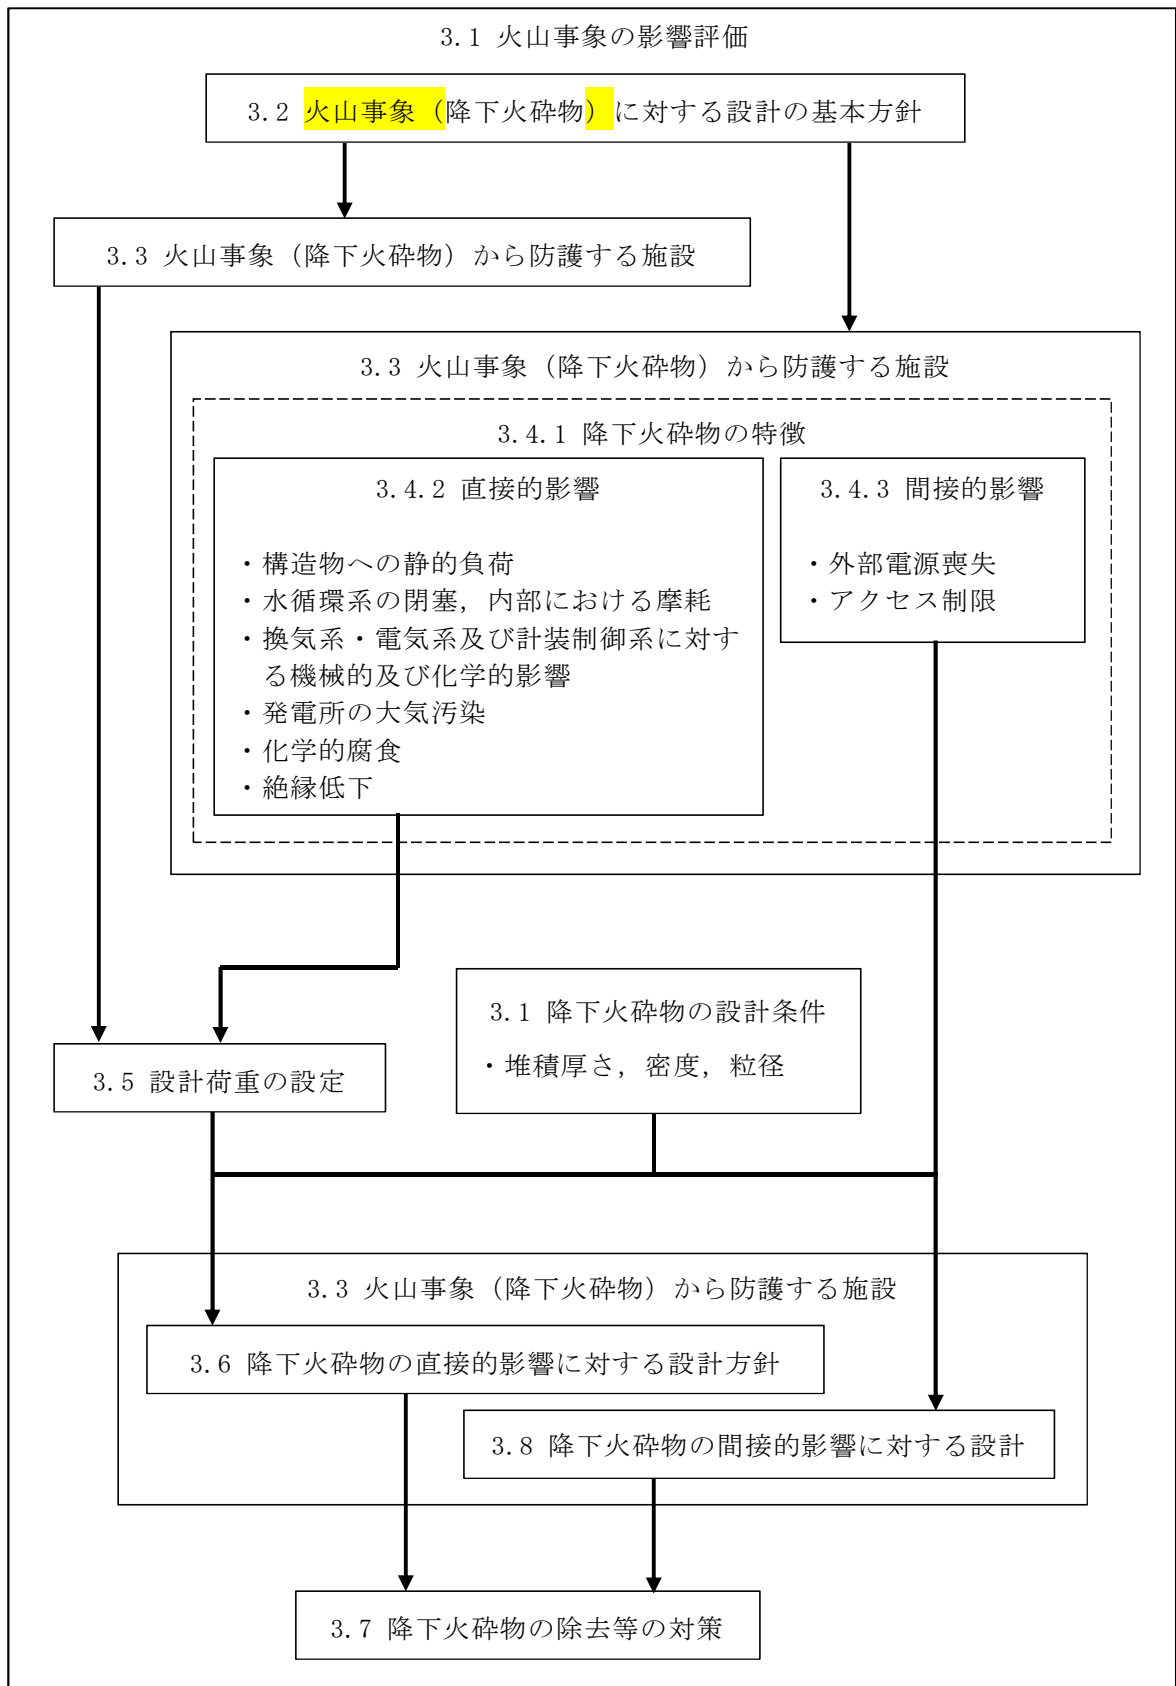 3.1 火山事象の影響評価
3.2 火山事象（降下火砕物）に対する設計の基本方針
3.3 火山事象（降下火砕物）から防護する施設
3.3 火山事象（降下火砕物）から防護する施設
3.4.1 降下火砕物の特徴
3.4.2 直接的影響
・構造物への静的負荷
・水循環系の閉塞，内部における摩耗
・換気系・電気系及び計装制御系に対す
る機械的及び化学的影響
・発電所の大気汚染
・化学的腐食
・絶縁低下
3.4.3 間接的影響
・外部電源喪失
・アクセス制限
3.1 降下火砕物の設計条件
・堆積厚さ，密度，粒径
3.5 設計荷重の設定
3.3 火山事象（降下火砕物）から防護する施設
3.6 降下火砕物の直接的影響に対する設計方針
3.8 降下火砕物の間接的影響に対する設計
3.7 降下火砕物の除去等の対策